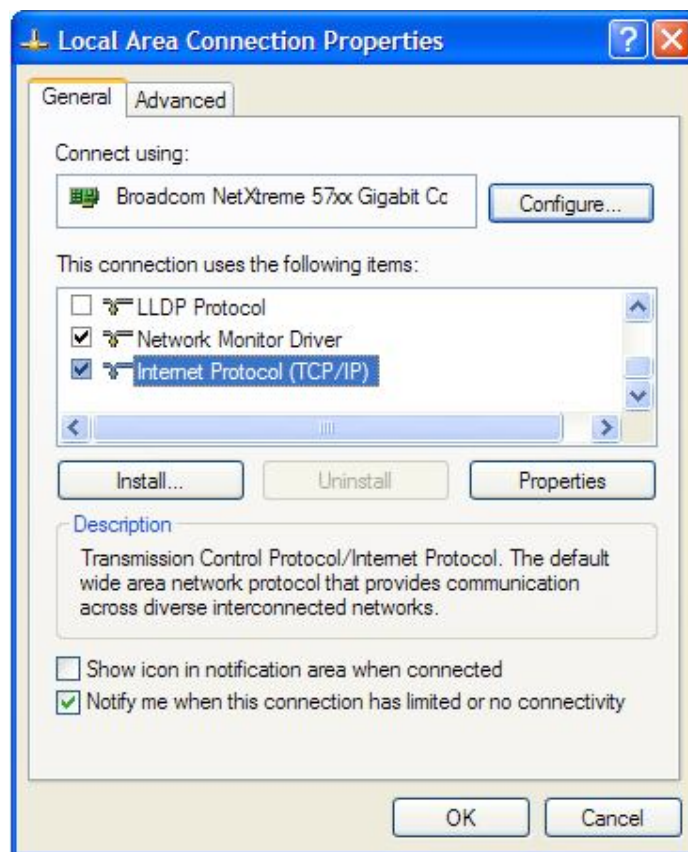 Local Area Connection Properties
General
Advanced
Connect using:
Broadcom NetXtreme 57xx Gigabit Cc
Configure...
This connection uses the following items:
LLDP Protocol
Network Monitor Driver
Internet Protocol (TCP/IP)
Install...
Uninstall
Properties
Description
Transmission Control Protocol/Internet Protocol. The default
wide area network protocol that provides communication
across diverse interconnected networks.
Show icon in notification area when connected
Notify me when this connection has limited or no connectivity
OK
Cancel